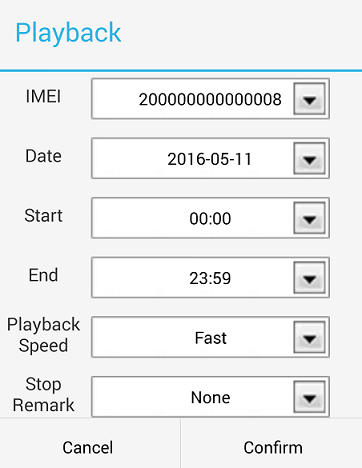 Playback
IMEI 200000000000008
Date 2016-05-11
Start 00:00
End 23:59
Playback
Speed Fast
Stop
Remark None
Cancel Confirm